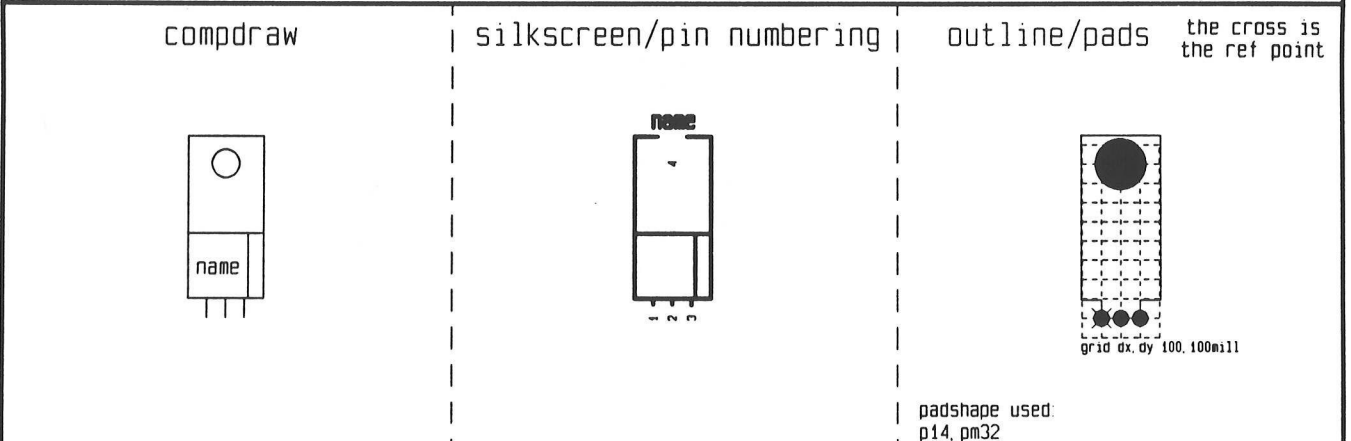 compdraw
silkscreen/pin numbering
outline/pads
the cross is
the ref point
name
name
4
1 2 3
grid dx, dy 100, 100mill
padshape used:
p14, pm32